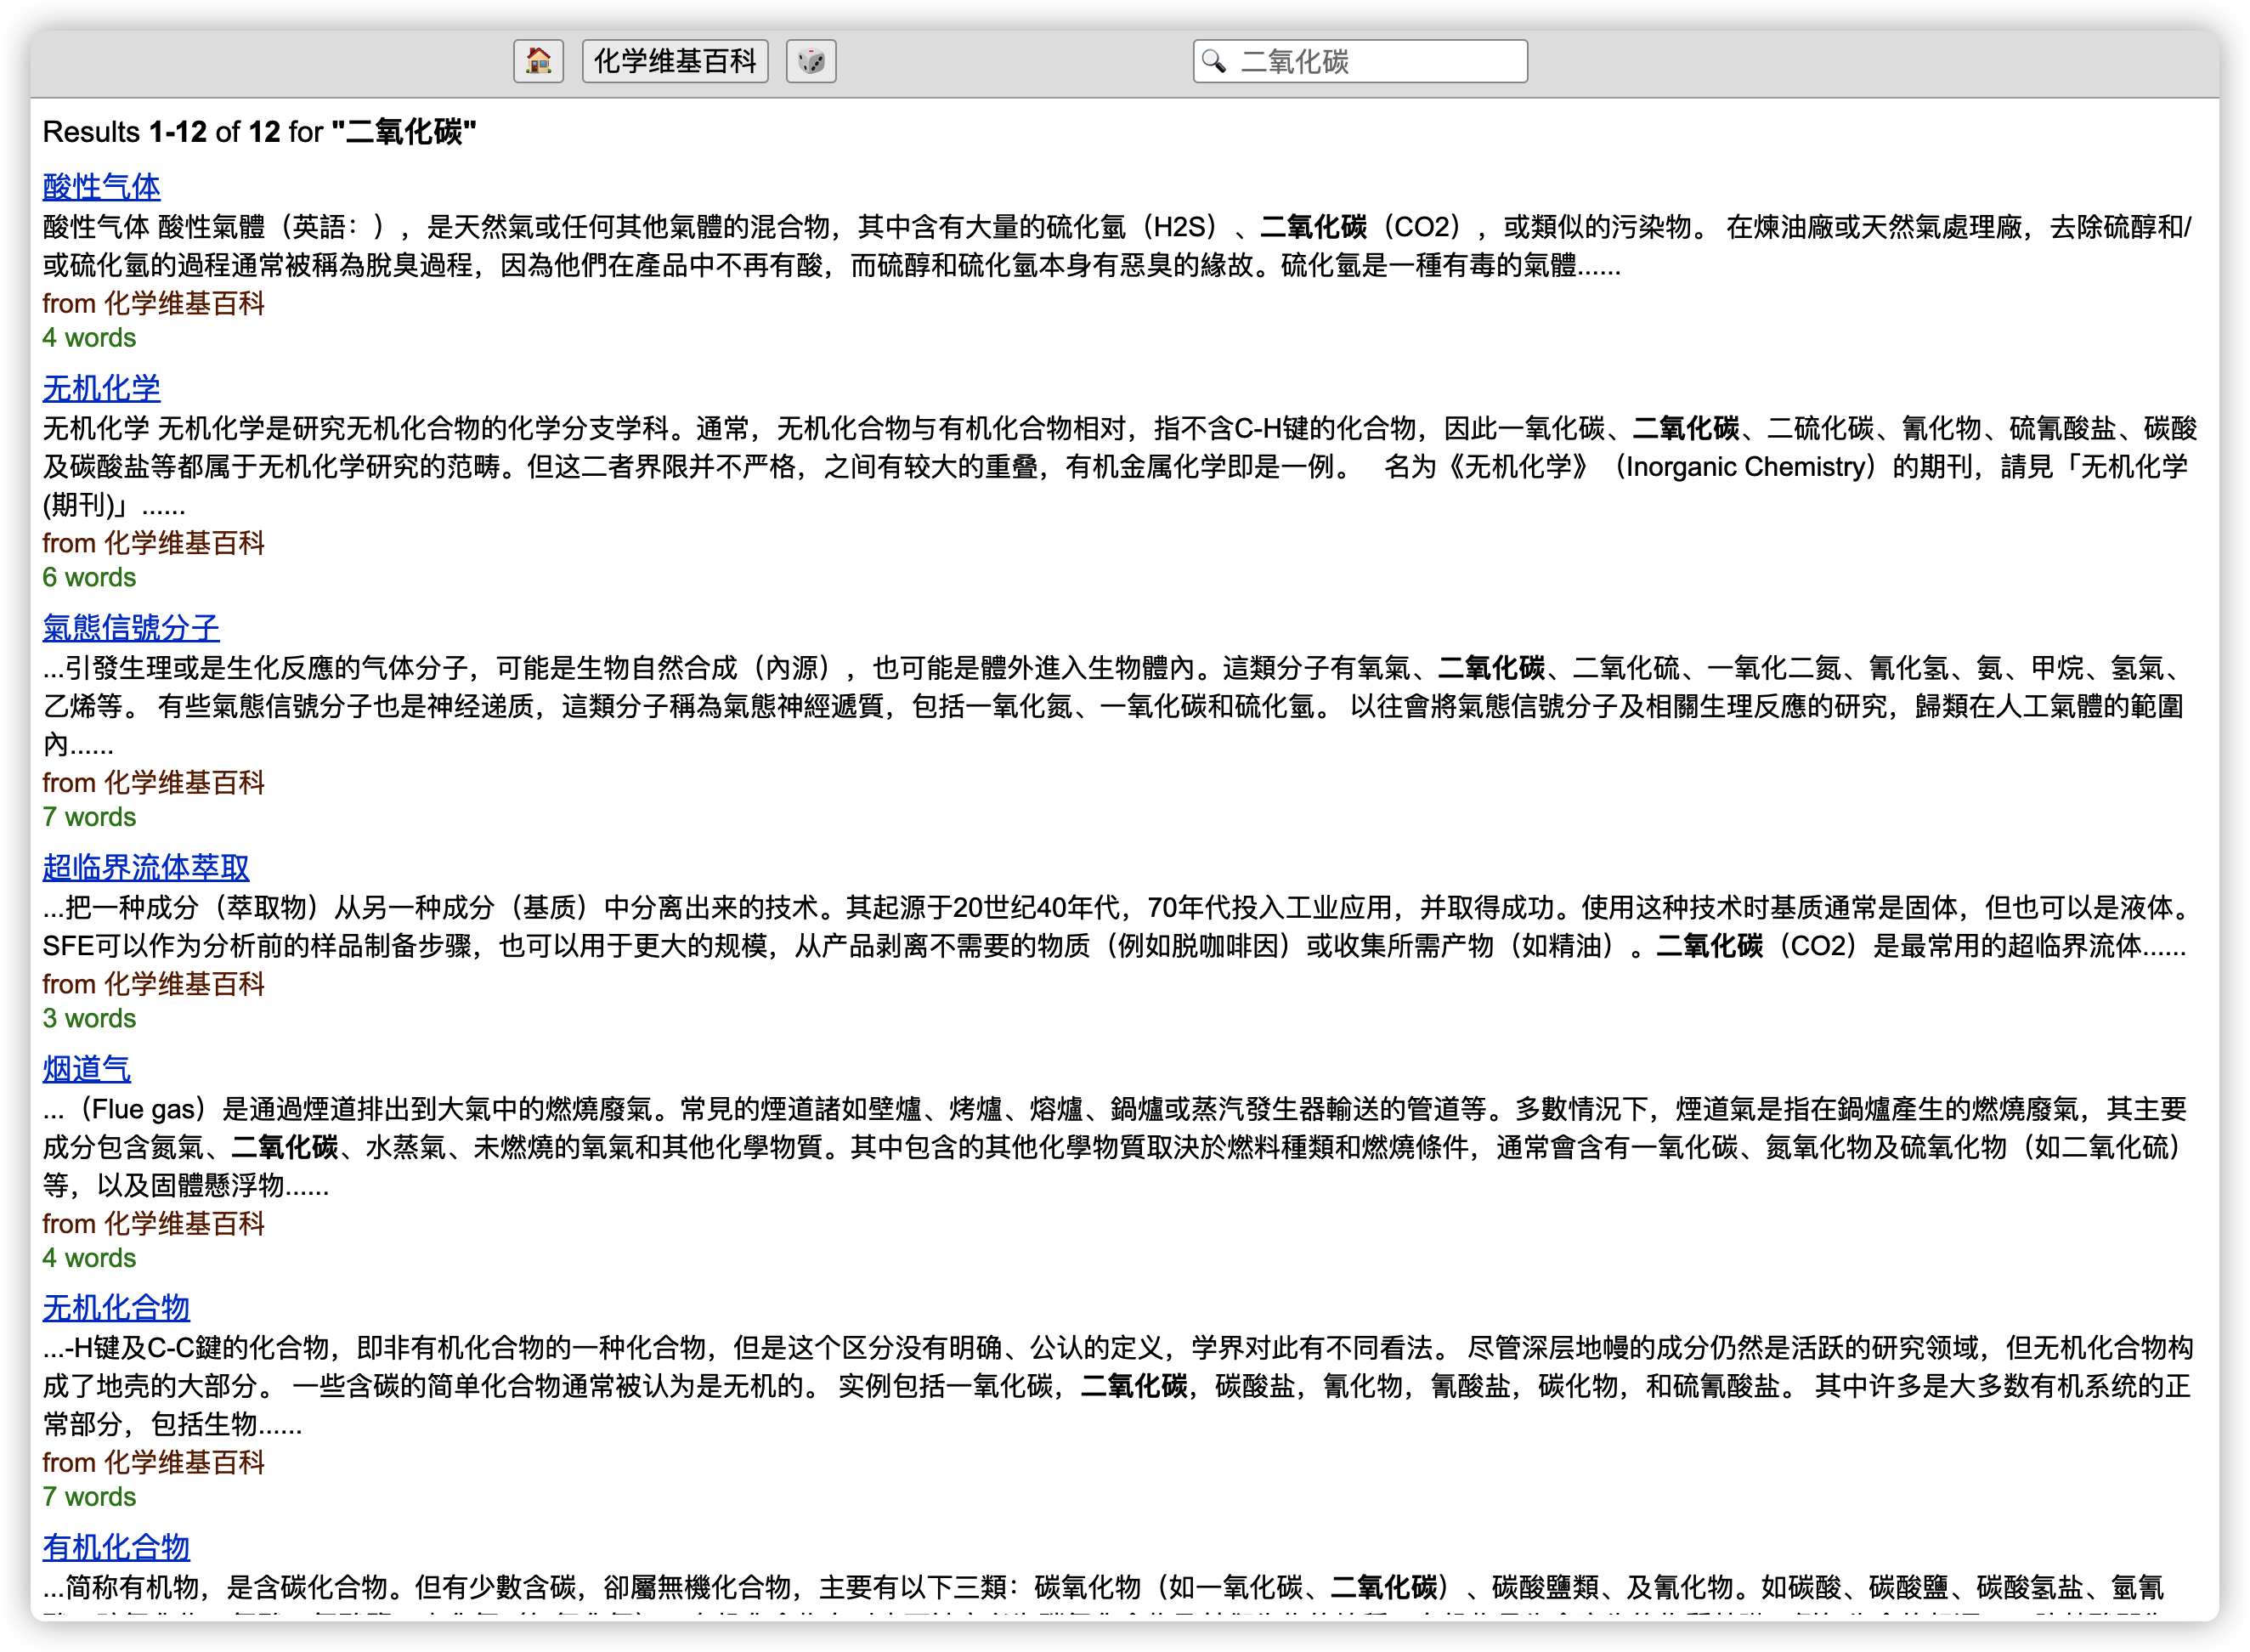 化学维基百科
二氧化碳
Results 1-12 of 12 for "二氧化碳"
酸性气体
酸性气体 酸性氣體（英語：），是天然氣或任何其他氣體的混合物，其中含有大量的硫化氫（H2S）、二氧化碳（CO2），或類似的污染物。 在煉油廠或天然氣處理廠，去除硫醇和/
或硫化氫的過程通常被稱為脫臭過程，因為他們在產品中不再有酸，而硫醇和硫化氫本身有惡臭的緣故。硫化氫是一種有毒的氣體......
from 化学维基百科
4 words
无机化学
无机化学 无机化学是研究无机化合物的化学分支学科。通常，无机化合物与有机化合物相对，指不含C-H键的化合物，因此一氧化碳、二氧化碳、二硫化碳、氰化物、硫氰酸盐、碳酸
及碳酸盐等都属于无机化学研究的范畴。但这二者界限并不严格，之间有较大的重叠，有机金属化学即是一例。　名为《无机化学》（Inorganic Chemistry）的期刊，請見「无机化学
(期刊)」......
from 化学维基百科
6 words
氣態信號分子
...引發生理或是生化反應的气体分子，可能是生物自然合成（內源），也可能是體外進入生物體內。這類分子有氧氣、二氧化碳、二氧化硫、一氧化二氮、氰化氢、氨、甲烷、氢氣、
乙烯等。 有些氣態信號分子也是神经递质，這類分子稱為氣態神經遞質，包括一氧化氮、一氧化碳和硫化氫。 以往會將氣態信號分子及相關生理反應的研究，歸類在人工氣體的範圍
內......
from 化学维基百科
7 words
超临界流体萃取
...把一种成分（萃取物）从另一种成分（基质）中分离出来的技术。其起源于20世纪40年代，70年代投入工业应用，并取得成功。使用这种技术时基质通常是固体，但也可以是液体。
SFE可以作为分析前的样品制备步骤，也可以用于更大的规模，从产品剥离不需要的物质（例如脱咖啡因）或收集所需产物（如精油）。二氧化碳（CO2）是最常用的超临界流体......
from 化学维基百科
3 words
烟道气
...（Flue gas）是通過煙道排出到大氣中的燃燒廢氣。常見的煙道諸如壁爐、烤爐、熔爐、鍋爐或蒸汽發生器輸送的管道等。多數情況下，煙道氣是指在鍋爐產生的燃燒廢氣，其主要
成分包含氮氣、二氧化碳、水蒸氣、未燃燒的氧氣和其他化學物質。其中包含的其他化學物質取決於燃料種類和燃燒條件，通常會含有一氧化碳、氮氧化物及硫氧化物（如二氧化硫）
等，以及固體懸浮物......
from 化学维基百科
4 words
无机化合物
...-H键及C-C鍵的化合物，即非有机化合物的一种化合物，但是这个区分没有明确、公认的定义，学界对此有不同看法。 尽管深层地幔的成分仍然是活跃的研究领域，但无机化合物构
成了地壳的大部分。 一些含碳的简单化合物通常被认为是无机的。 实例包括一氧化碳，二氧化碳，碳酸盐，氰化物，氰酸盐，碳化物，和硫氰酸盐。 其中许多是大多数有机系统的正
常部分，包括生物......
from 化学维基百科
7 words
有机化合物
...简称有机物，是含碳化合物。但有少數含碳，卻屬無機化合物，主要有以下三類：碳氧化物（如一氧化碳、二氧化碳）、碳酸鹽類、及氰化物。如碳酸、碳酸鹽、碳酸氢盐、氫氰